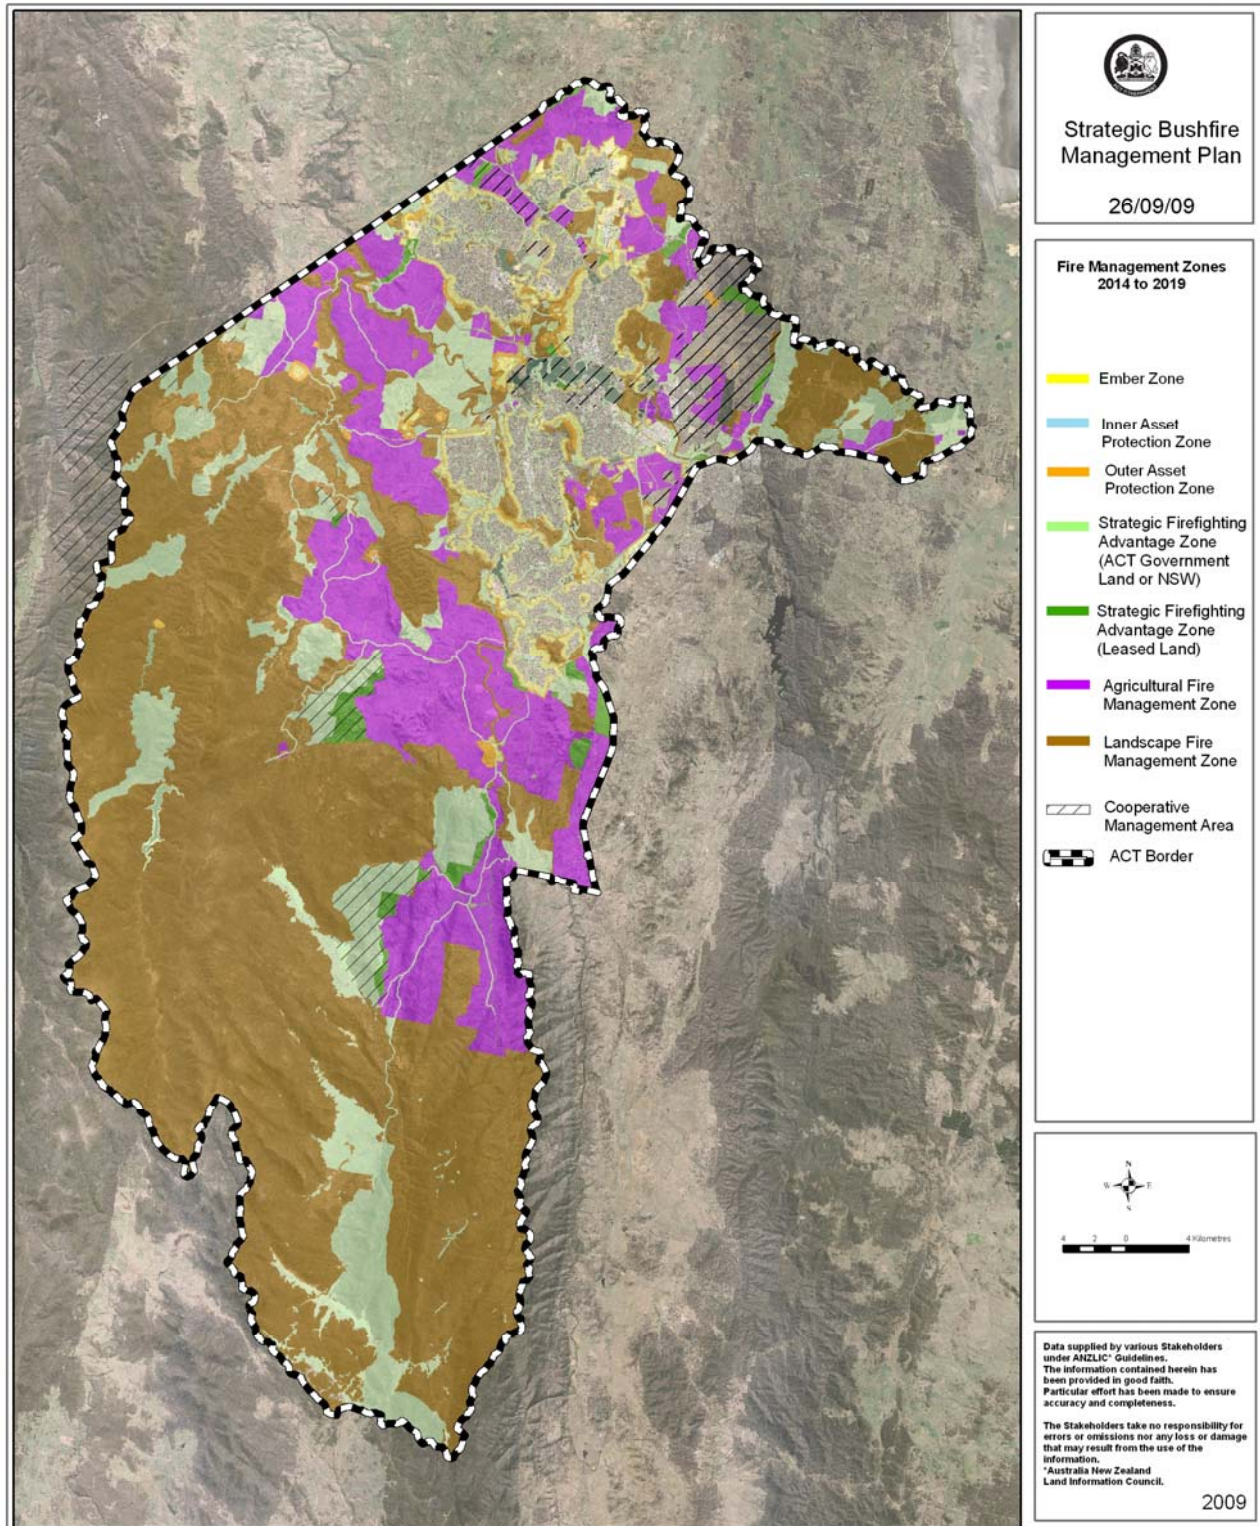 ACT GOVERNMENT
Strategic Bushfire
Management Plan
26/09/09
Fire Management Zones
2014 to 2019
Ember Zone
Inner Asset
Protection Zone
Outer Asset
Protection Zone
Strategic Firefighting
Advantage Zone
(ACT Government
Land or NSW)
Strategic Firefighting
Advantage Zone
(Leased Land)
Agricultural Fire
Management Zone
Landscape Fire
Management Zone
Cooperative
Management Area
ACT Border
N
W E
S
4 2 0 4 Kilometres
Data supplied by various Stakeholders
under ANZLIC* Guidelines.
The information contained herein has
been provided in good faith.
Particular effort has been made to ensure
accuracy and completeness.
The Stakeholders take no responsibility for
errors or omissions nor any loss or damage
that may result from the use of the
information.
*Australia New Zealand
Land Information Council.
2009